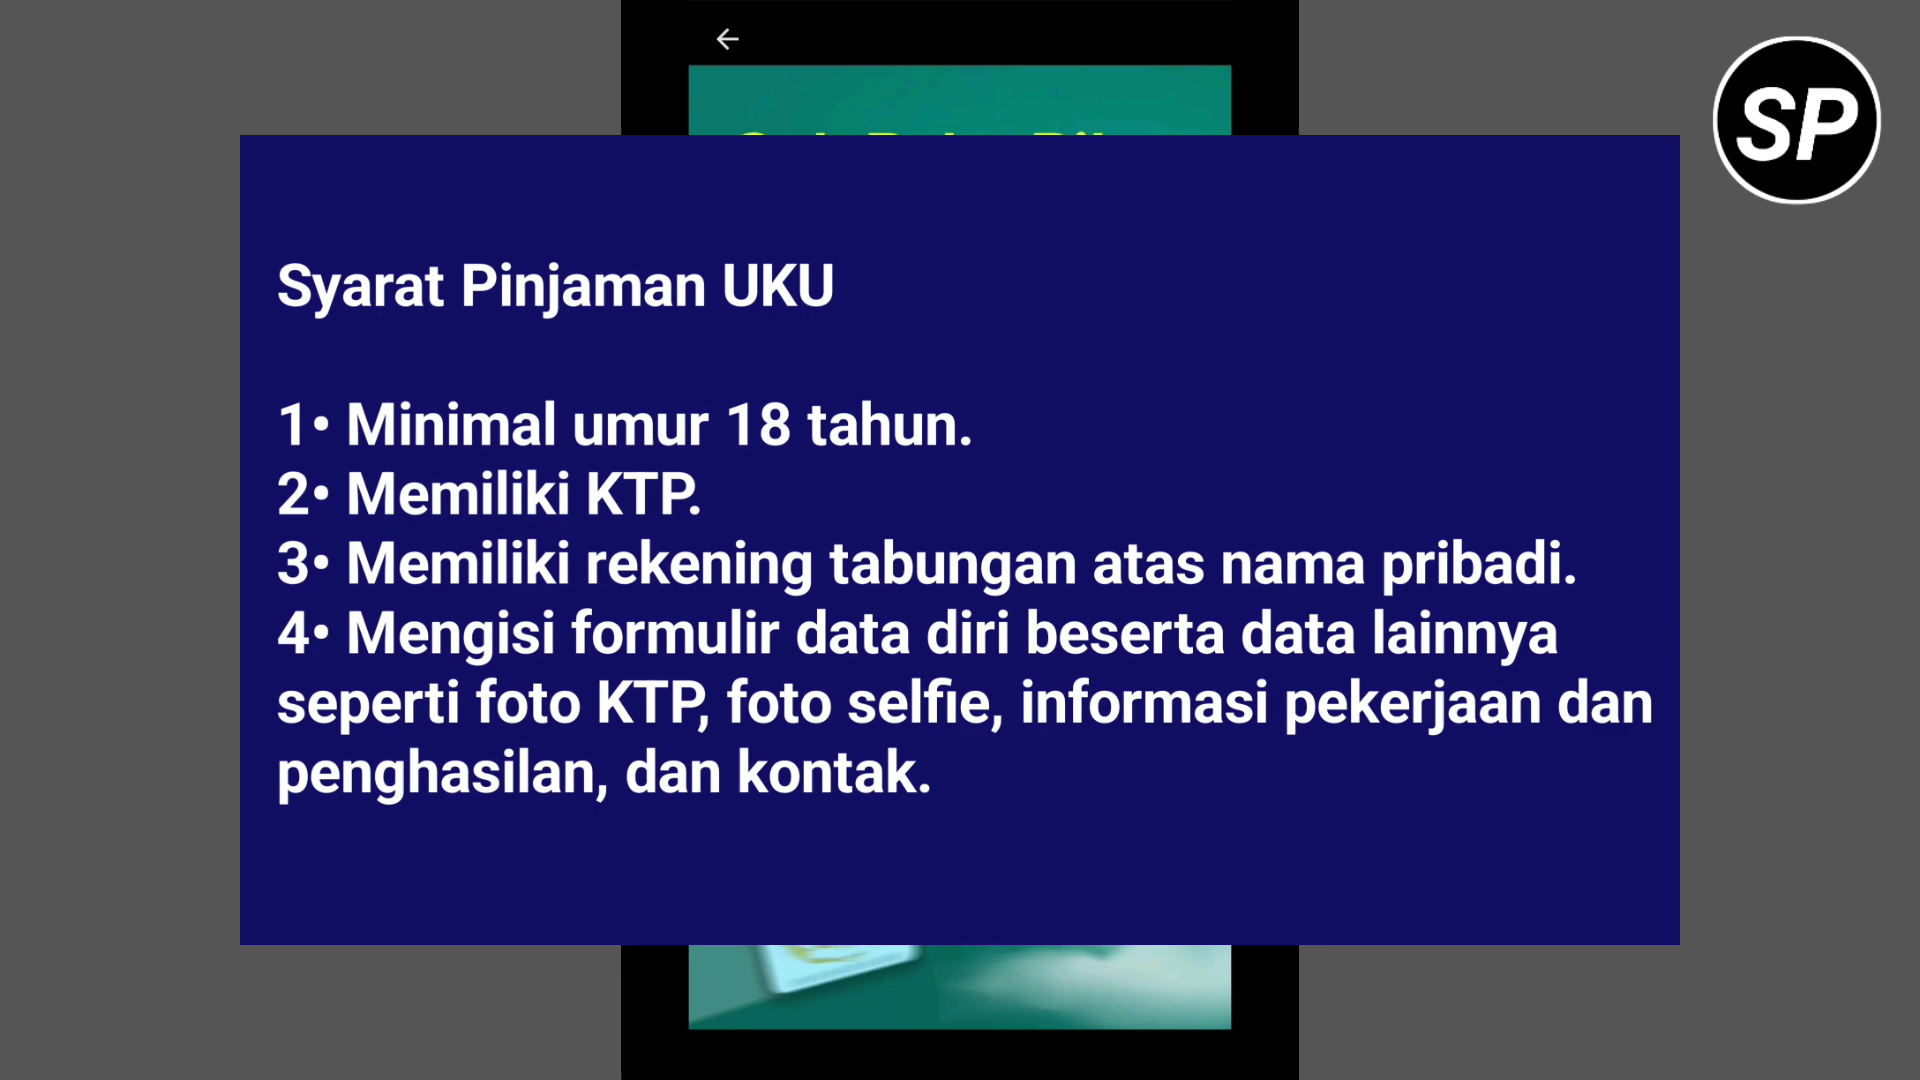 SP
Syarat Pinjaman UKU
1• Minimal umur 18 tahun.
2• Memiliki KTP.
3• Memiliki rekening tabungan atas nama pribadi.
4• Mengisi formulir data diri beserta data lainnya
seperti foto KTP, foto selfie, informasi pekerjaan dan
penghasilan, dan kontak.